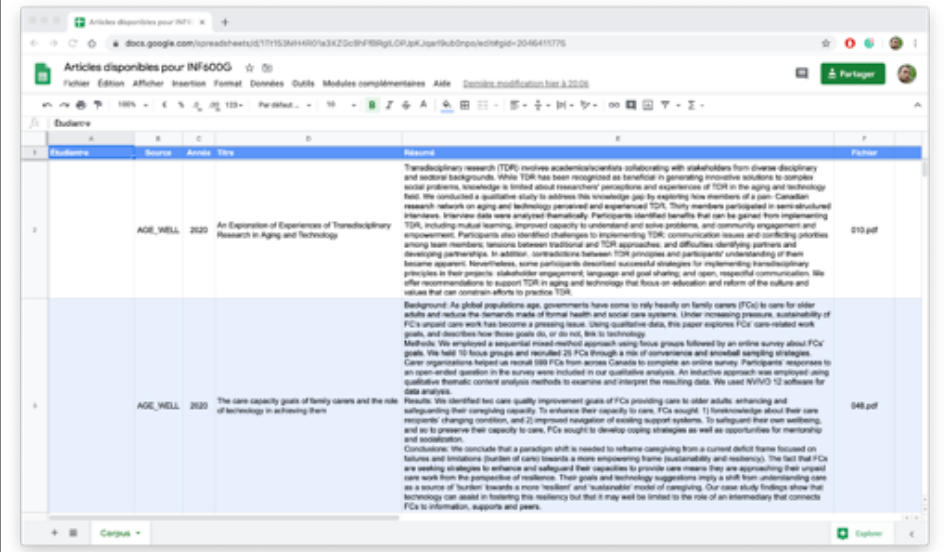 Articles disponibles pour INF6
docs.google.com/spreadsheets/d/
Articles disponibles pour INF600G
Fichier Édition Afficher Insertion Format Données Outils Modules complémentaires Aide Dernière modification hier à 20:06
Partager
100% 123 Par défaut... 10
Étudiant·e
A B C D E F
Étudiant·e Source Année Titre Résumé Fichier
Transdisciplinary research (TDR) involves academics/scientists collaborating with stakeholders from diverse disciplinary
and sectoral backgrounds. While TDR has been recognized as beneficial in generating innovative solutions to complex
social problems, knowledge is limited about researchers' perceptions and experiences of TDR in the aging and technology
field. We conducted a qualitative study to address this knowledge gap by exploring how members of a pan- Canadian
research network on aging and technology perceived and experienced TDR. Thirty members participated in semi-structured
interviews. Interview data were analyzed thematically. Participants identified benefits that can be gained from implementing
TDR, including mutual learning, improved capacity to understand and solve problems, and community engagement and
empowerment. Participants also identified challenges to implementing TDR; communication issues and conflicting priorities
among team members; tensions between traditional and TDR approaches; and difficulties identifying partners and
developing partnerships. In addition, contradictions between TDR principles and participants' understanding of them
became apparent. Nevertheless, some participants described successful strategies for implementing transdisciplinary
principles in their projects: stakeholder engagement; language and goal sharing; and open, respectful communication. We
offer recommendations to support TDR in aging and technology that focus on education and reform of the culture and
values that can constrain efforts to practice TDR.
2 AGE_WELL 2020 An Exploration of Experiences of Transdisciplinary
Research in Aging and Technology
010.pdf
Background: As global populations age, governments have come to rely heavily on family carers (FCs) to care for older
adults and reduce the demands made of formal health and social care systems. Under increasing pressure, sustainability of
FC's unpaid care work has become a pressing issue. Using qualitative data, this paper explores FCs' care-related work
goals, and describes how those goals do, or do not, link to technology.
Methods: We employed a sequential mixed-method approach using focus groups followed by an online survey about FCs'
goals. We held 10 focus groups and recruited 25 FCs through a mix of convenience and snowball sampling strategies.
Carer organizations helped us recruit 599 FCs from across Canada to complete an online survey. Participants' responses to
an open-ended question in the survey were included in our qualitative analysis. An inductive approach was employed using
qualitative thematic content analysis methods to examine and interpret the resulting data. We used NVIVO 12 software for
data analysis.
Results: We identified two care quality improvement goals of FCs providing care to older adults: enhancing and
safeguarding their caregiving capacity. To enhance their capacity to care, FCs sought: 1) foreknowledge about their care
recipients' changing condition, and 2) improved navigation of existing support systems. To safeguard their own wellbeing,
and so to preserve their capacity to care, FCs sought to develop coping strategies as well as opportunities for mentorship
and socialization.
Conclusions: We conclude that a paradigm shift is needed to reframe caregiving from a current deficit frame focused on
failures and limitations (burden of care) towards a more empowering frame (sustainability and resiliency). The fact that FCs
are seeking strategies to enhance and safeguard their capacities to provide care means they are approaching their unpaid
care work from the perspective of resilience. Their goals and technology suggestions imply a shift from understanding care
as a source of 'burden' towards a more 'resilient' and 'sustainable' model of caregiving. Our case study findings show that
technology can assist in fostering this resiliency but that it may well be limited to the role of an intermediary that connects
FCs to information, supports and peers.
AGE_WELL 2020 The care capacity goals of family carers and the role
of technology in achieving them
048.pdf
Corpus
Explorer